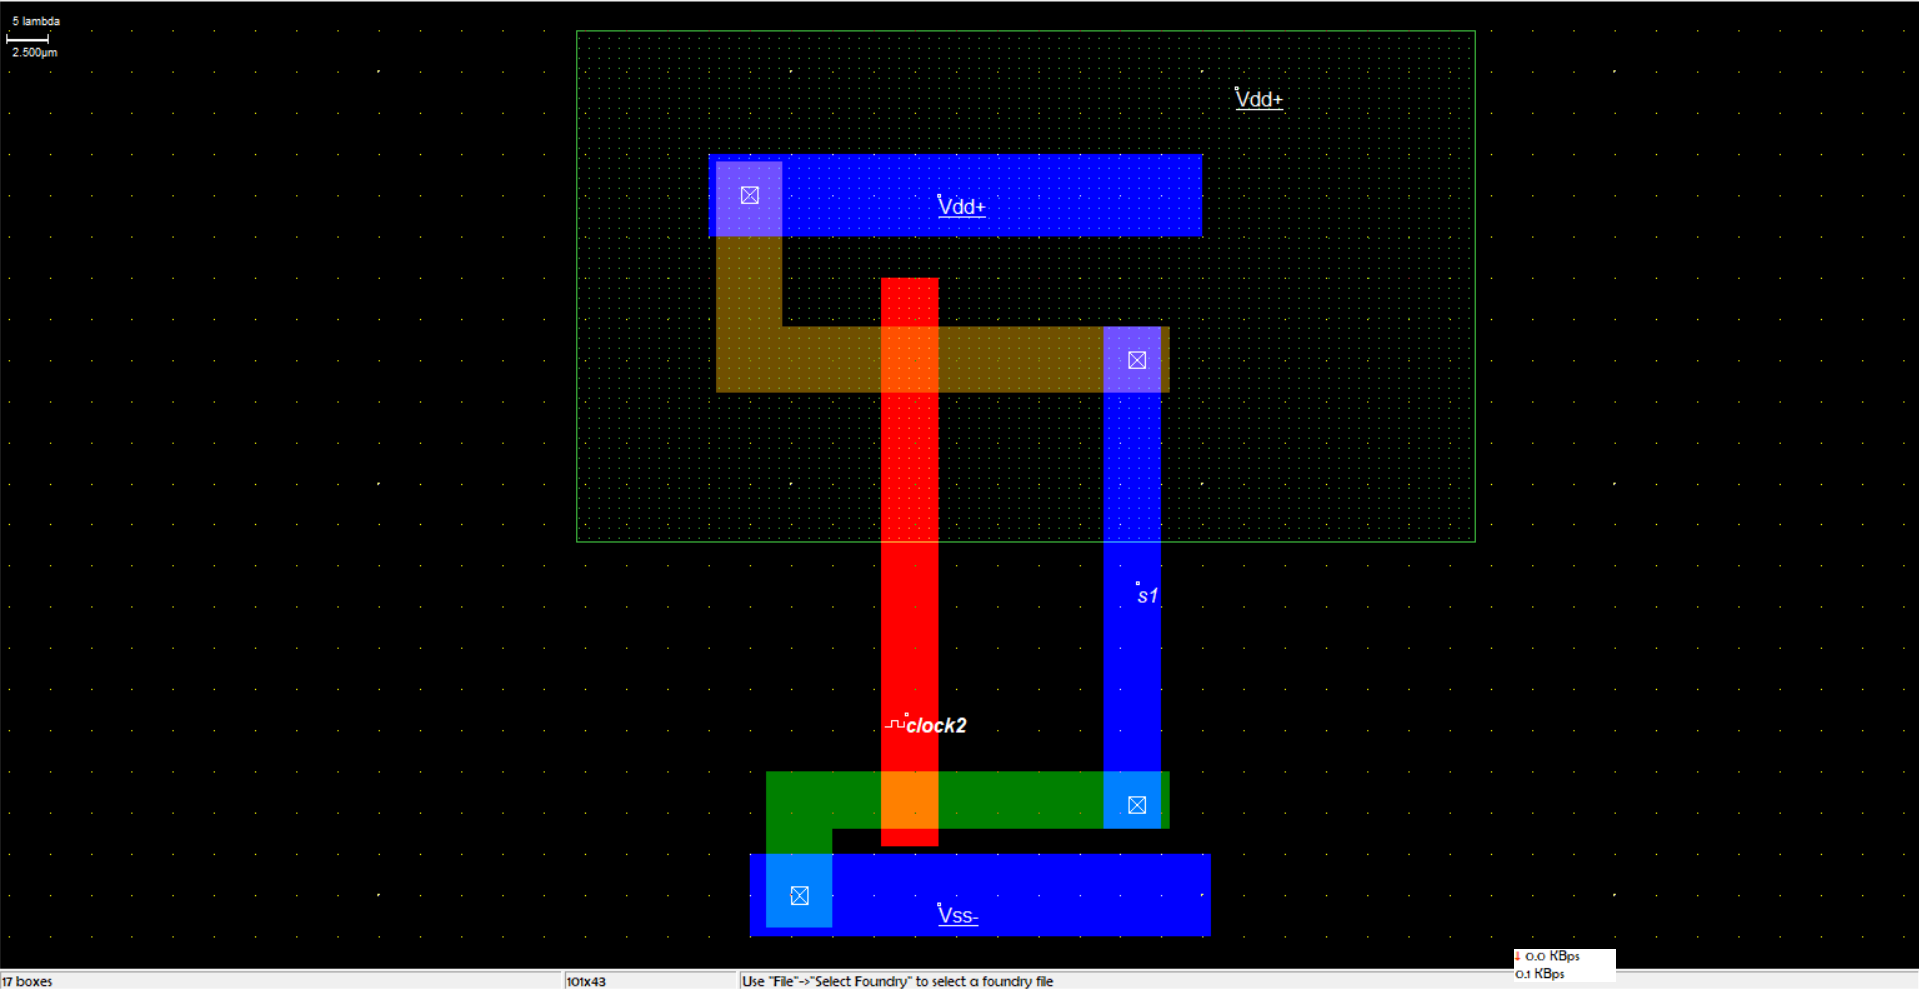 5 lambda
2.500µm
Vdd+
Vdd+
s1
clock2
Vss-
0.0 KBps
0.1 KBps
17 boxes
101x43
Use "File"->"Select Foundry" to select a foundry file